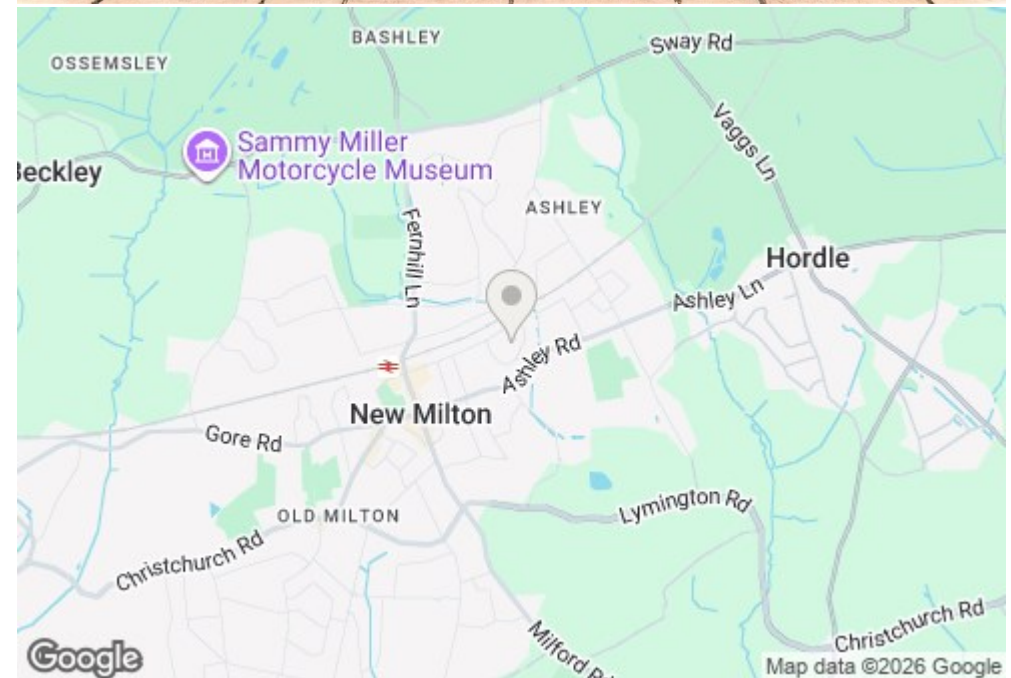 BASHLEY
Sway Rd
OSSEMSLEY
Vaggs Ln
Sammy Miller
Motorcycle Museum
Beckley
ASHLEY
Fernhill Ln
Hordle
Ashley Ln
Ashley Rd
New Milton
Gore Rd
Lymington Rd
OLD MILTON
Christchurch Rd
Christchurch Rd
Milford
Google
Map data ©2026 Google